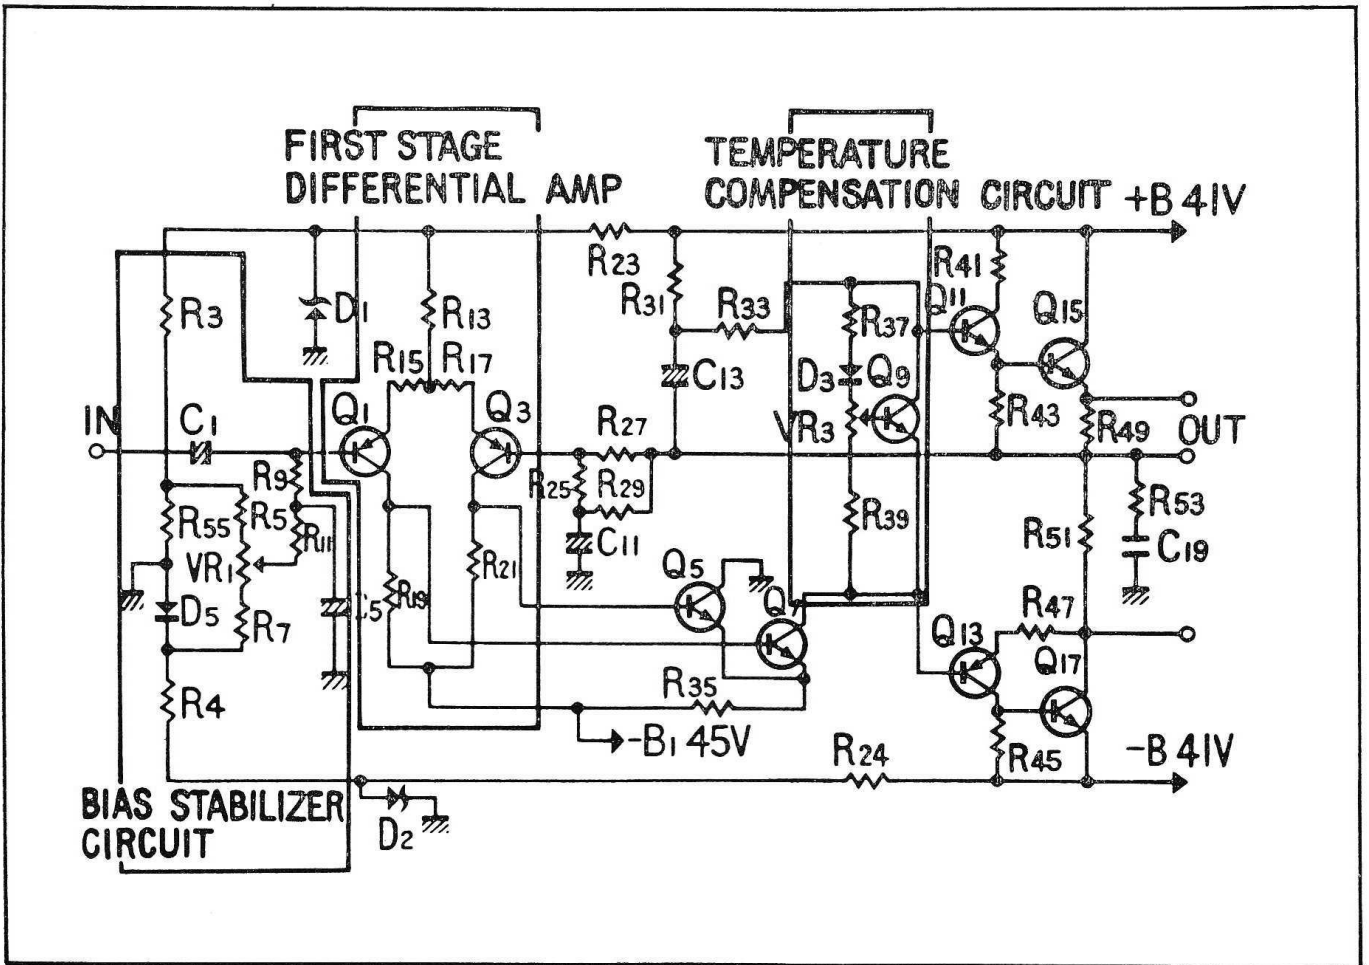 FIRST STAGE
DIFFERENTIAL AMP
TEMPERATURE
COMPENSATION CIRCUIT
+B 41V
R23
R41
R31
R33
Q11
Q15
R3
D1
R13
R37
R15
R17
C13
D3
Q9
IN
C1
Q1
Q3
R27
VR3
R43
R49
OUT
R9
R25
R29
R55
R5
R11
R39
R53
VR1
R21
C11
R51
C19
D5
R7
C5
R19
Q5
Q7
R47
Q13
Q17
R4
R35
-B1 45V
R24
R45
-B 41V
BIAS STABILIZER
CIRCUIT
D2